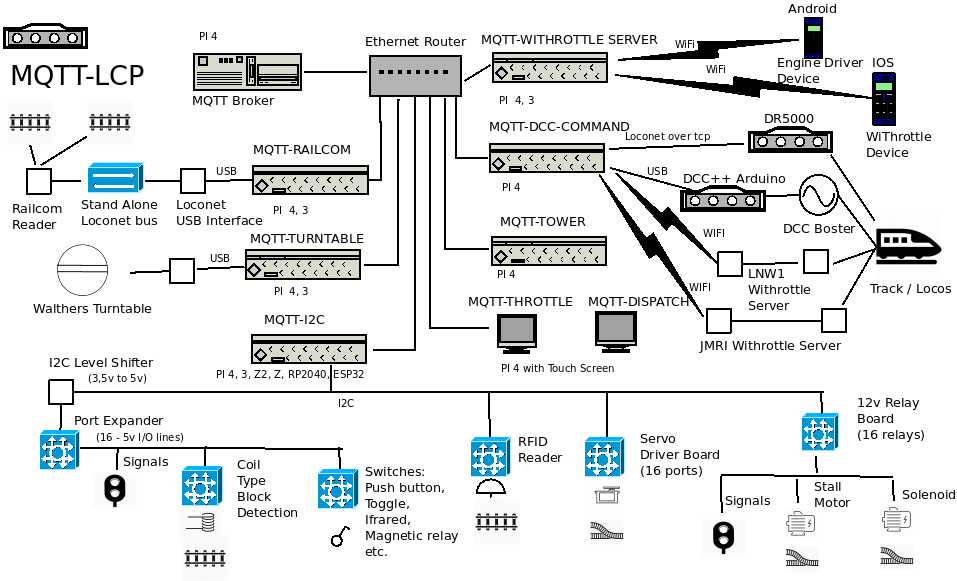 MQTT-LCP
PI 4
MQTT Broker
Ethernet Router
MQTT-WITHROTTLE SERVER
PI  4, 3
WiFi
WiFi
Android
Engine Driver
Device
IOS
WiThrottle
Device
MQTT-RAILCOM
PI  4, 3
USB
Railcom
Reader
Stand Alone
Loconet bus
Loconet
USB Interface
MQTT-DCC-COMMAND
PI 4
Loconet over tcp
DR5000
USB
DCC++ Arduino
DCC Boster
WIFI
LNW1
Withrottle
Server
WIFI
JMRI Withrottle Server
Track / Locos
MQTT-TURNTABLE
USB
PI  4, 3
Walthers Turntable
MQTT-TOWER
PI 4
MQTT-THROTTLE
MQTT-DISPATCH
PI 4 with Touch Screen
MQTT-I2C
PI 4, 3, Z2, Z, RP2040, ESP32
I2C Level Shifter
(3,5v to 5v)
I2C
Port Expander
(16 - 5v I/O lines)
Signals
Coil
Type
Block
Detection
Switches:
Push button,
Toggle,
Ifrared,
Magnetic relay
etc.
RFID
Reader
Servo
Driver Board
(16 ports)
12v Relay
Board
(16 relays)
Signals
Stall
Motor
Solenoid